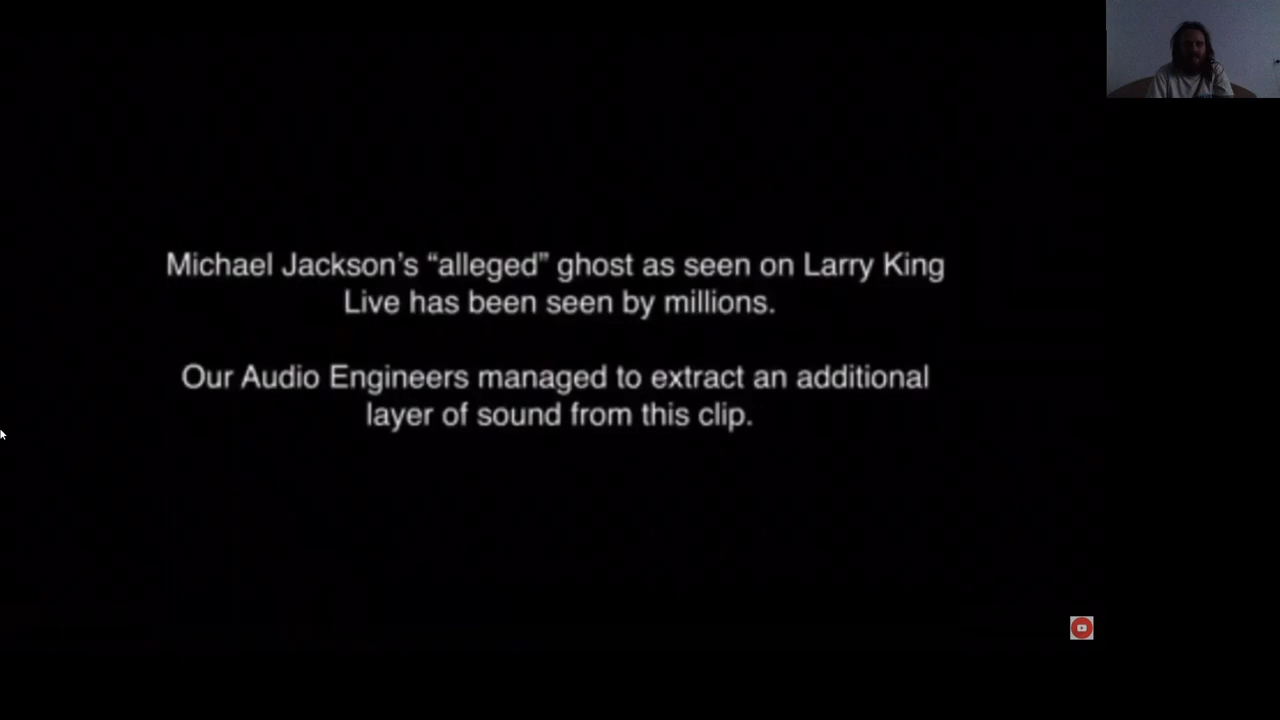 Michael Jackson's “alleged” ghost as seen on Larry King
Live has been seen by millions.
Our Audio Engineers managed to extract an additional
layer of sound from this clip.